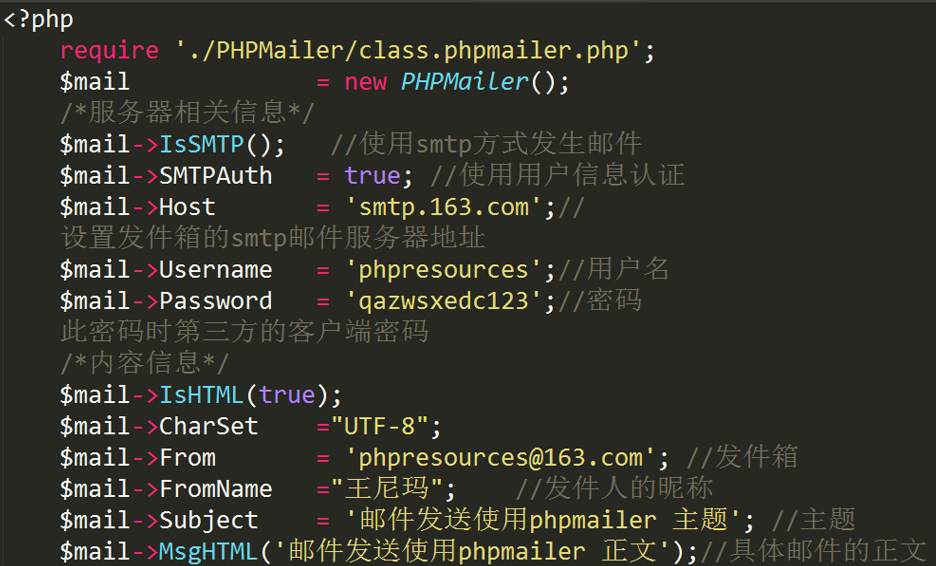 <?php
require './PHPMailer/class.phpmailer.php';
$mail = new PHPMailer();
/*服务器相关信息*/
$mail->IsSMTP(); //使用smtp方式发生邮件
$mail->SMTPAuth = true; //使用用户信息认证
$mail->Host = 'smtp.163.com';//
设置发件箱的smtp邮件服务器地址
$mail->Username = 'phpresources';//用户名
$mail->Password = 'qazwsxedc123';//密码
此密码时第三方的客户端密码
/*内容信息*/
$mail->IsHTML(true);
$mail->CharSet ="UTF-8";
$mail->From = 'phpresources@163.com'; //发件箱
$mail->FromName ="王尼玛"; //发件人的昵称
$mail->Subject = '邮件发送使用phpmailer 主题'; //主题
$mail->MsgHTML('邮件发送使用phpmailer 正文');//具体邮件的正文